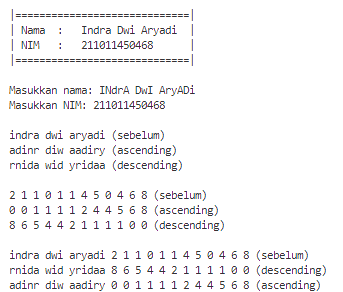 |=============================|
| Nama  :   Indra Dwi Aryadi  |
| NIM   :   211011450468      |
|=============================|
Masukkan nama: INdrA DwI AryADi
Masukkan NIM: 211011450468
indra dwi aryadi (sebelum)
adinr diw aadiry (ascending)
rnida wid yridaa (descending)
2 1 1 0 1 1 4 5 0 4 6 8 (sebelum)
0 0 1 1 1 1 2 4 4 5 6 8 (ascending)
8 6 5 4 4 2 1 1 1 1 0 0 (descending)
indra dwi aryadi 2 1 1 0 1 1 4 5 0 4 6 8 (sebelum)
rnida wid yridaa 8 6 5 4 4 2 1 1 1 1 0 0 (descending)
adinr diw aadiry 0 0 1 1 1 1 2 4 4 5 6 8 (ascending)